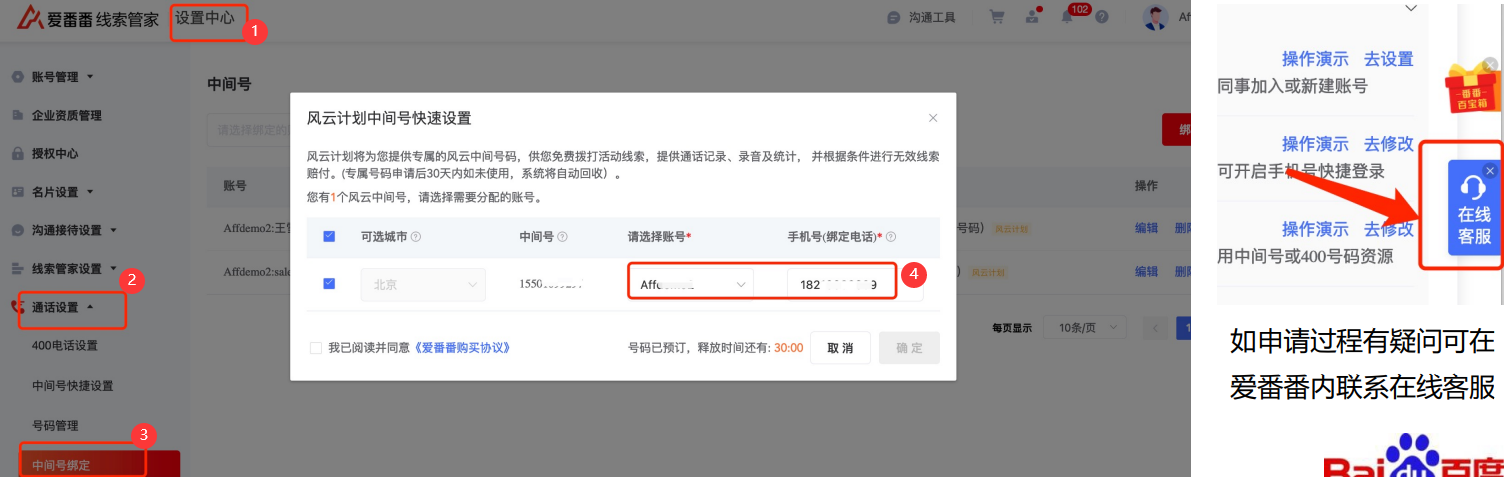 爱番番 线索管家 设置中心
1
沟通工具
102
账号管理
企业资质管理
授权中心
名片设置
沟通接待设置
线索管家设置
2
通话设置
400电话设置
中间号快捷设置
号码管理
3
中间号绑定
中间号
请选择绑定的
绑
账号
操作
Affdemo2:王
号码）
风云计划
编辑
删
Affdemo2:sale
）
风云计划
编辑
删
每页显示
10条/页
1
风云计划中间号快速设置
风云计划将为您提供专属的风云中间号码，供您免费拨打活动线索，提供通话记录、录音及统计， 并根据条件进行无效线索
赔付。(专属号码申请后30天内如未使用，系统将自动回收）。
您有1个风云中间号，请选择需要分配的账号。
可选城市
中间号
请选择账号*
手机号(绑定电话)*
北京
4
我已阅读并同意《爱番番购买协议》
号码已预订，释放时间还有: 30:00
取 消
确 定
操作演示 去设置
同事加入或新建账号
操作演示 去修改
可开启手机号快捷登录
操作演示 去修改
用中间号或400号码资源
番番
百宝箱
在线
客服
如申请过程有疑问可在
爱番番内联系在线客服
Bai du 百度